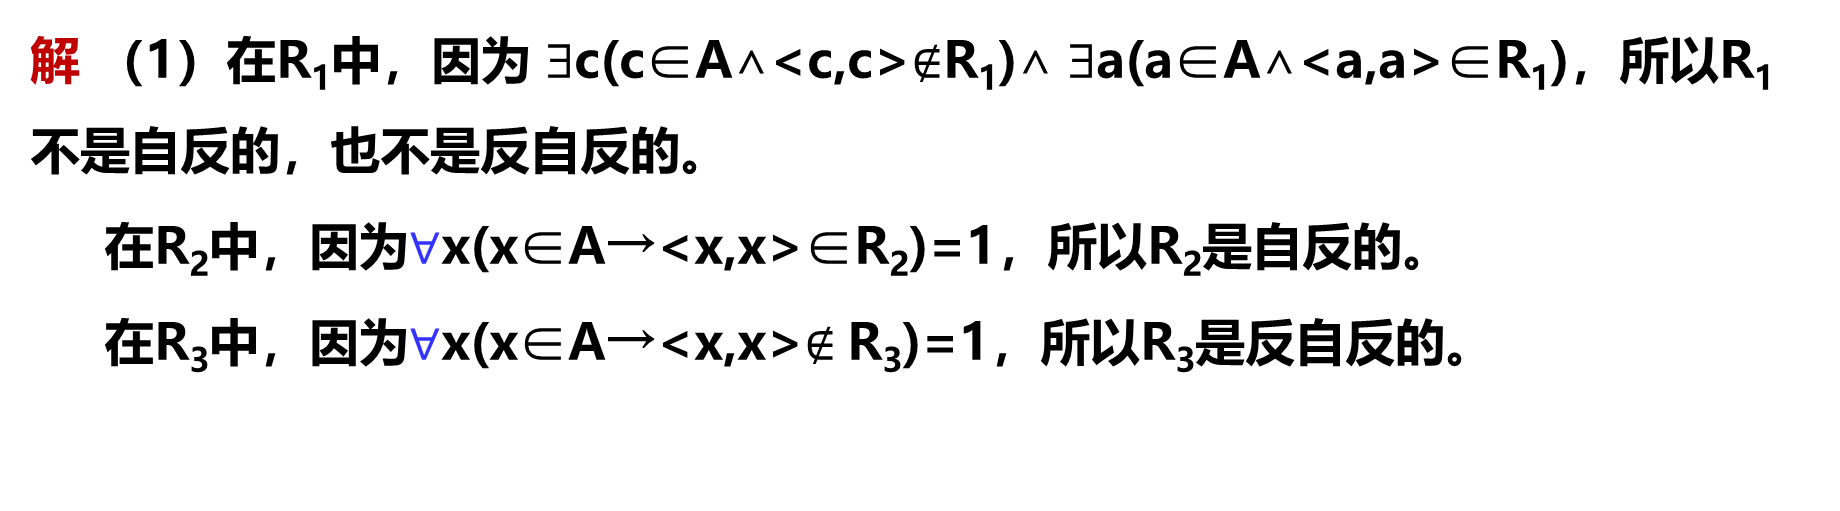 解 （1）在R₁中，因为 ∃c(c∈A∧<c,c>∉R₁)∧ ∃a(a∈A∧<a,a>∈R₁)，所以R₁
不是自反的，也不是反自反的。
在R₂中，因为∀x(x∈A→<x,x>∈R₂)=1，所以R₂是自反的。
在R₃中，因为∀x(x∈A→<x,x>∉ R₃)=1，所以R₃是反自反的。